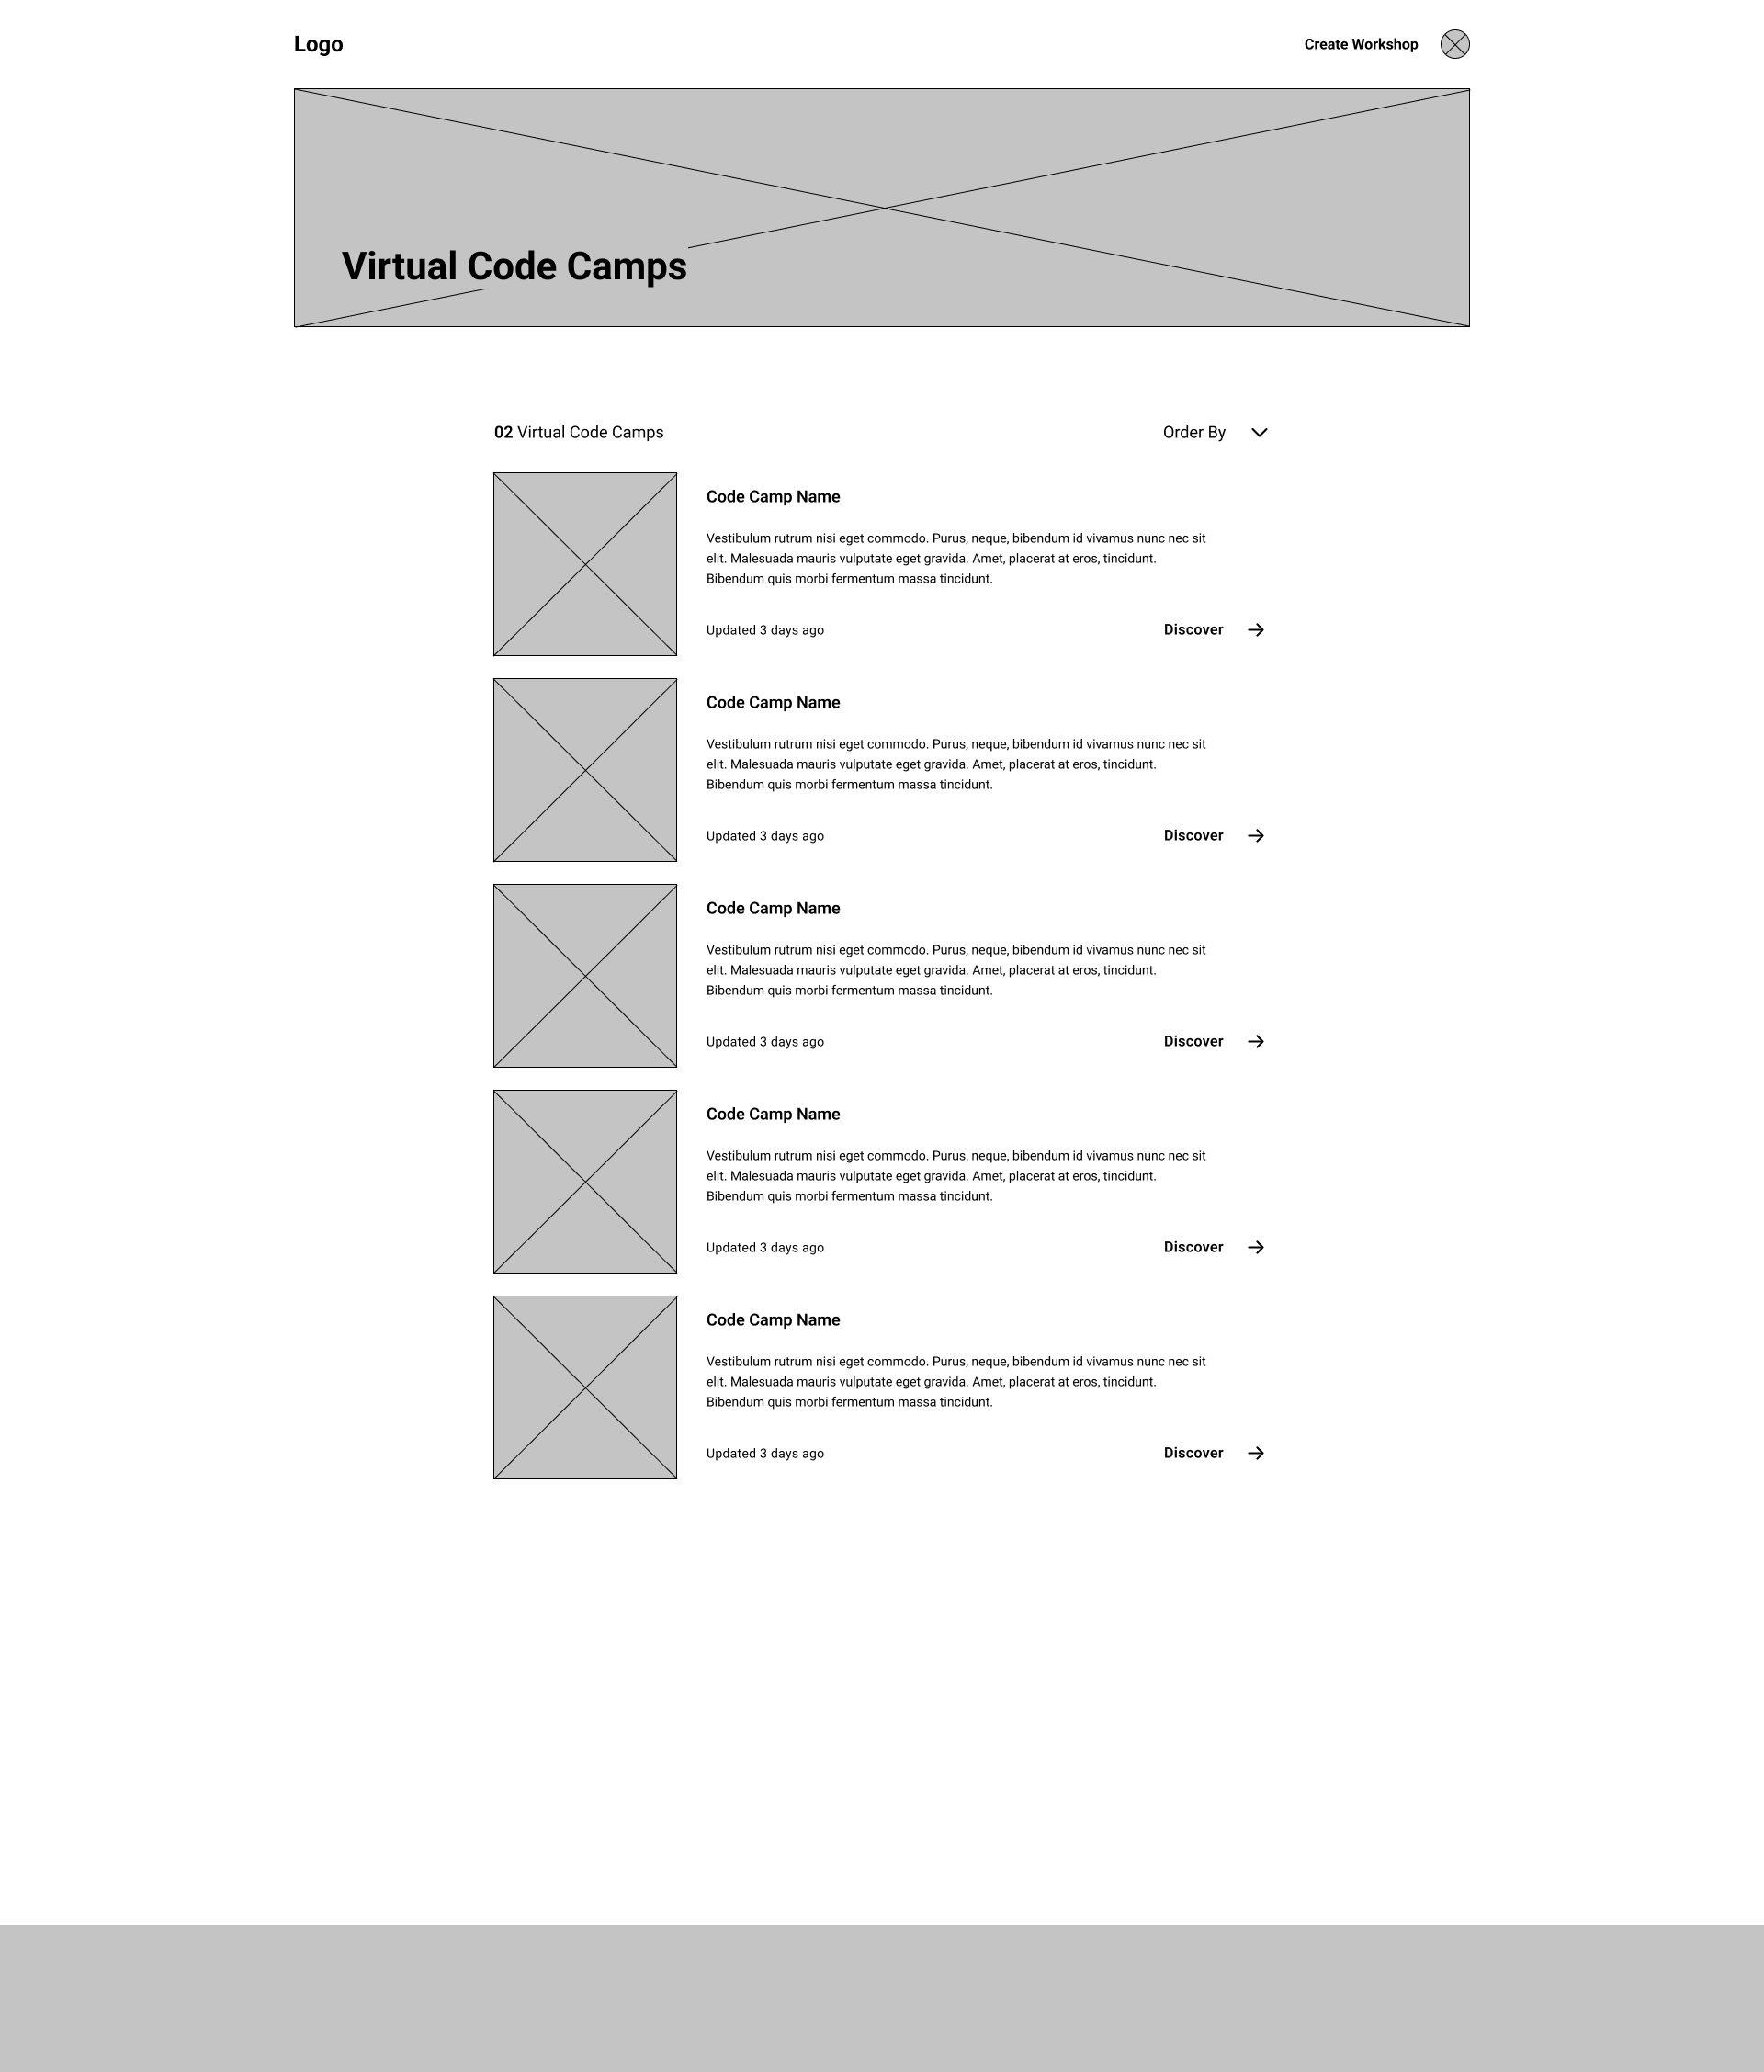 Logo
Create Workshop
Virtual Code Camps
02 Virtual Code Camps
Order By
Code Camp Name
Vestibulum rutrum nisi eget commodo. Purus, neque, bibendum id vivamus nunc nec sit
elit. Malesuada mauris vulputate eget gravida. Amet, placerat at eros, tincidunt.
Bibendum quis morbi fermentum massa tincidunt.
Updated 3 days ago
Discover
Code Camp Name
Vestibulum rutrum nisi eget commodo. Purus, neque, bibendum id vivamus nunc nec sit
elit. Malesuada mauris vulputate eget gravida. Amet, placerat at eros, tincidunt.
Bibendum quis morbi fermentum massa tincidunt.
Updated 3 days ago
Discover
Code Camp Name
Vestibulum rutrum nisi eget commodo. Purus, neque, bibendum id vivamus nunc nec sit
elit. Malesuada mauris vulputate eget gravida. Amet, placerat at eros, tincidunt.
Bibendum quis morbi fermentum massa tincidunt.
Updated 3 days ago
Discover
Code Camp Name
Vestibulum rutrum nisi eget commodo. Purus, neque, bibendum id vivamus nunc nec sit
elit. Malesuada mauris vulputate eget gravida. Amet, placerat at eros, tincidunt.
Bibendum quis morbi fermentum massa tincidunt.
Updated 3 days ago
Discover
Code Camp Name
Vestibulum rutrum nisi eget commodo. Purus, neque, bibendum id vivamus nunc nec sit
elit. Malesuada mauris vulputate eget gravida. Amet, placerat at eros, tincidunt.
Bibendum quis morbi fermentum massa tincidunt.
Updated 3 days ago
Discover